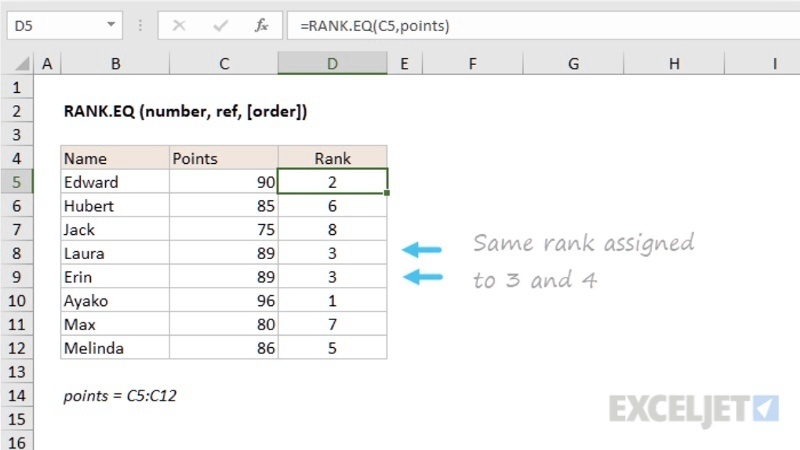 D5 fx =RANK.EQ(C5,points)
A B C D E F G H I
1
2 RANK.EQ (number, ref, [order])
3
4 Name Points Rank
5 Edward 90 2
6 Hubert 85 6
7 Jack 75 8
Same rank assigned
8 Laura 89 3
to 3 and 4
9 Erin 89 3
10 Ayako 96 1
11 Max 80 7
12 Melinda 86 5
13
14 points = C5:C12
EXCELJET
15
16